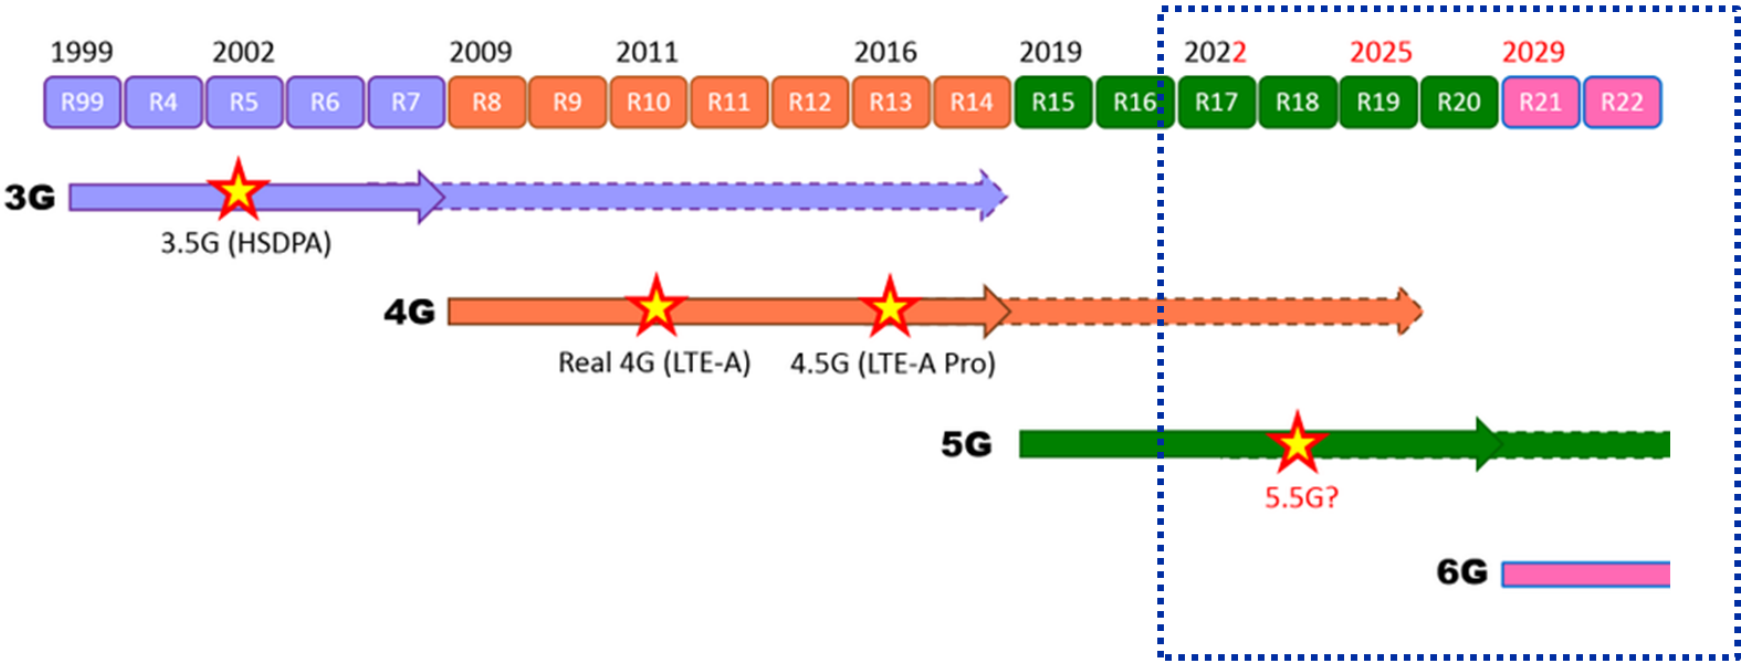 1999 2002 2009 2011 2016 2019 2022 2025 2029
R99 R4 R5 R6 R7 R8 R9 R10 R11 R12 R13 R14 R15 R16 R17 R18 R19 R20 R21 R22
3G
3.5G (HSDPA)
4G
Real 4G (LTE-A) 4.5G (LTE-A Pro)
5G
5.5G?
6G